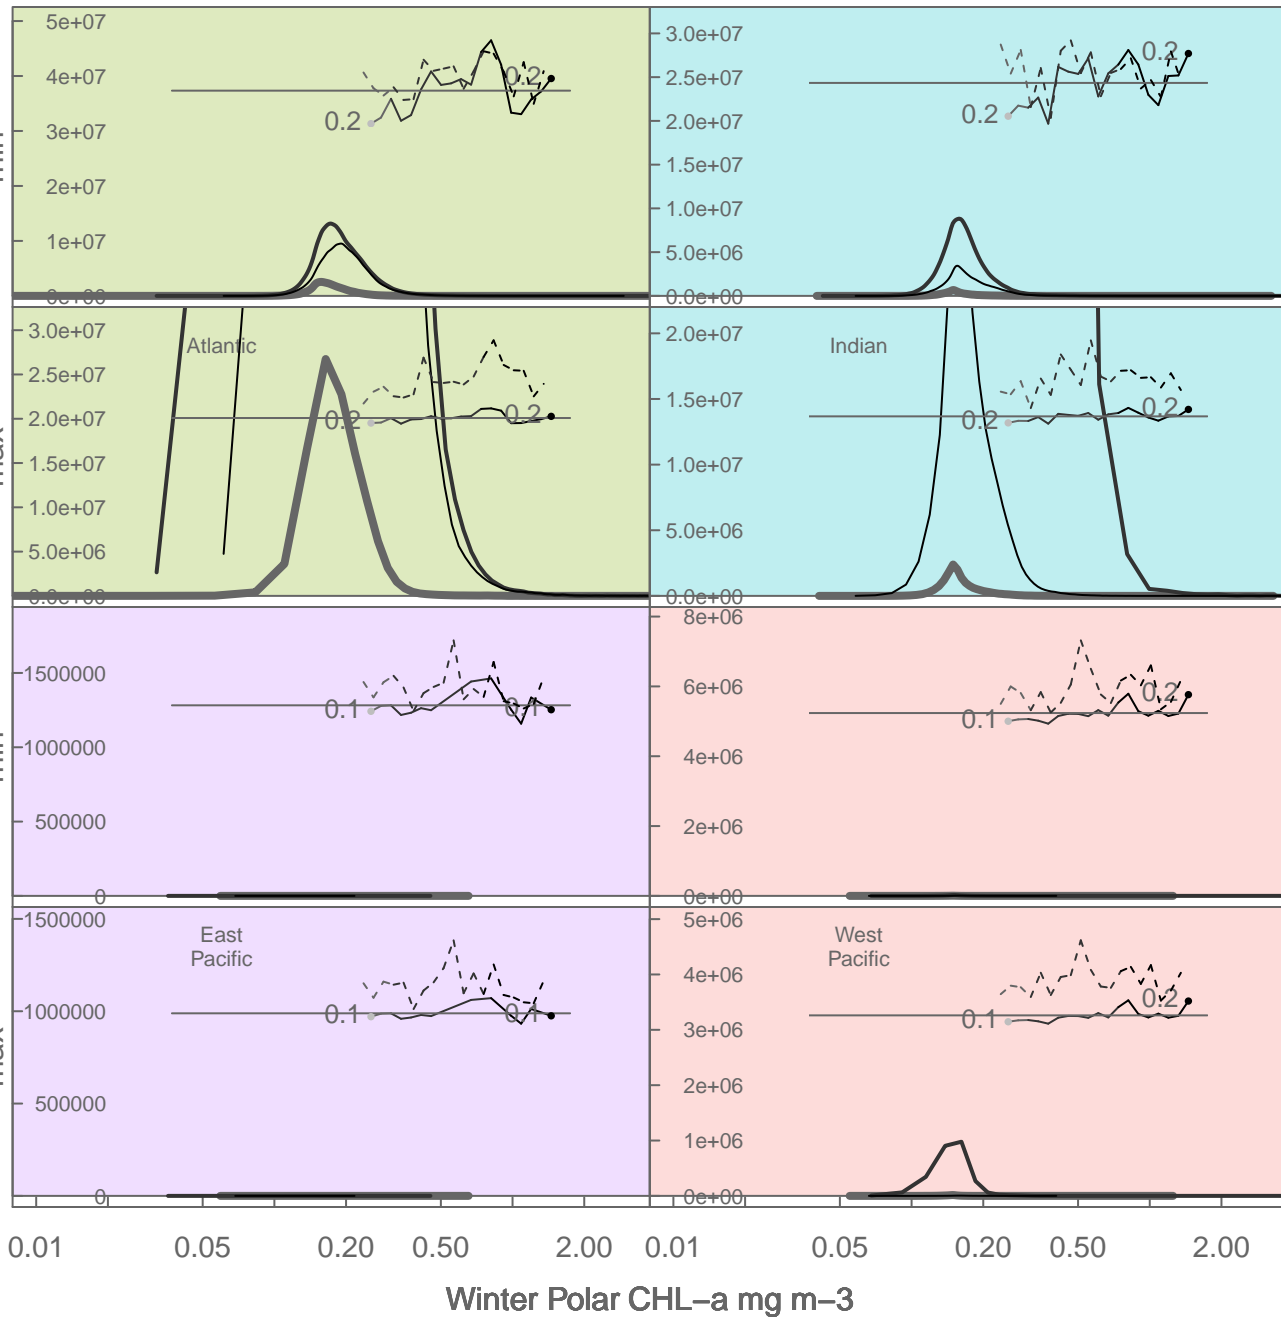 5e+07
4e+07
3e+07
2e+07
1e+07
0e+00
0.2
0.2
3.0e+07
2.5e+07
2.0e+07
1.5e+07
1.0e+07
5.0e+06
0.0e+00
0.2
0.2
3.0e+07
2.5e+07
2.0e+07
1.5e+07
1.0e+07
5.0e+06
0.0e+00
Atlantic
0.2
0.2
2.0e+07
1.5e+07
1.0e+07
5.0e+06
0.0e+00
Indian
0.2
0.2
1500000
1000000
500000
0
0.1
0.1
8e+06
6e+06
4e+06
2e+06
0e+00
0.1
0.2
1500000
1000000
500000
0
East
Pacific
0.1
0.1
5e+06
4e+06
3e+06
2e+06
1e+06
0e+00
West
Pacific
0.1
0.2
0.01 0.05 0.20 0.50 2.00 0.01 0.05 0.20 0.50 2.00
Winter Polar CHL−a mg m−3